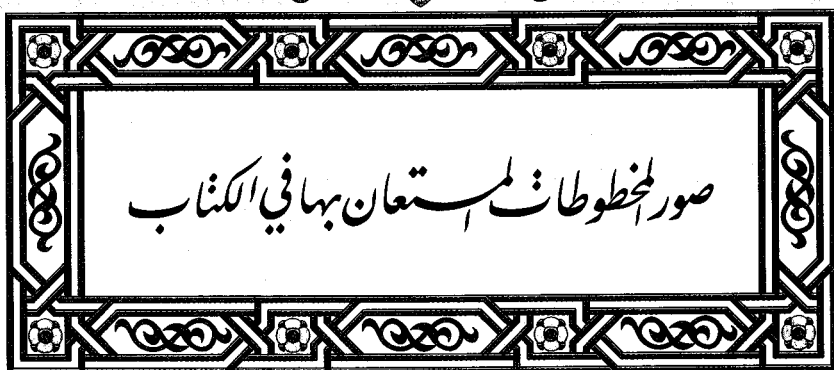 صور المخطوطات المستعان بها في الكتاب